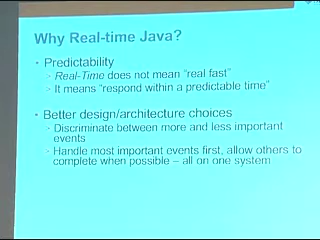 Why Real-time Java?
• Predictability
> Real-Time does not mean "real fast"
> It means "respond within a predictable time"
• Better design/architecture choices
> Discriminate between more and less important
events
> Handle most important events first, allow others to
complete when possible – all on one system